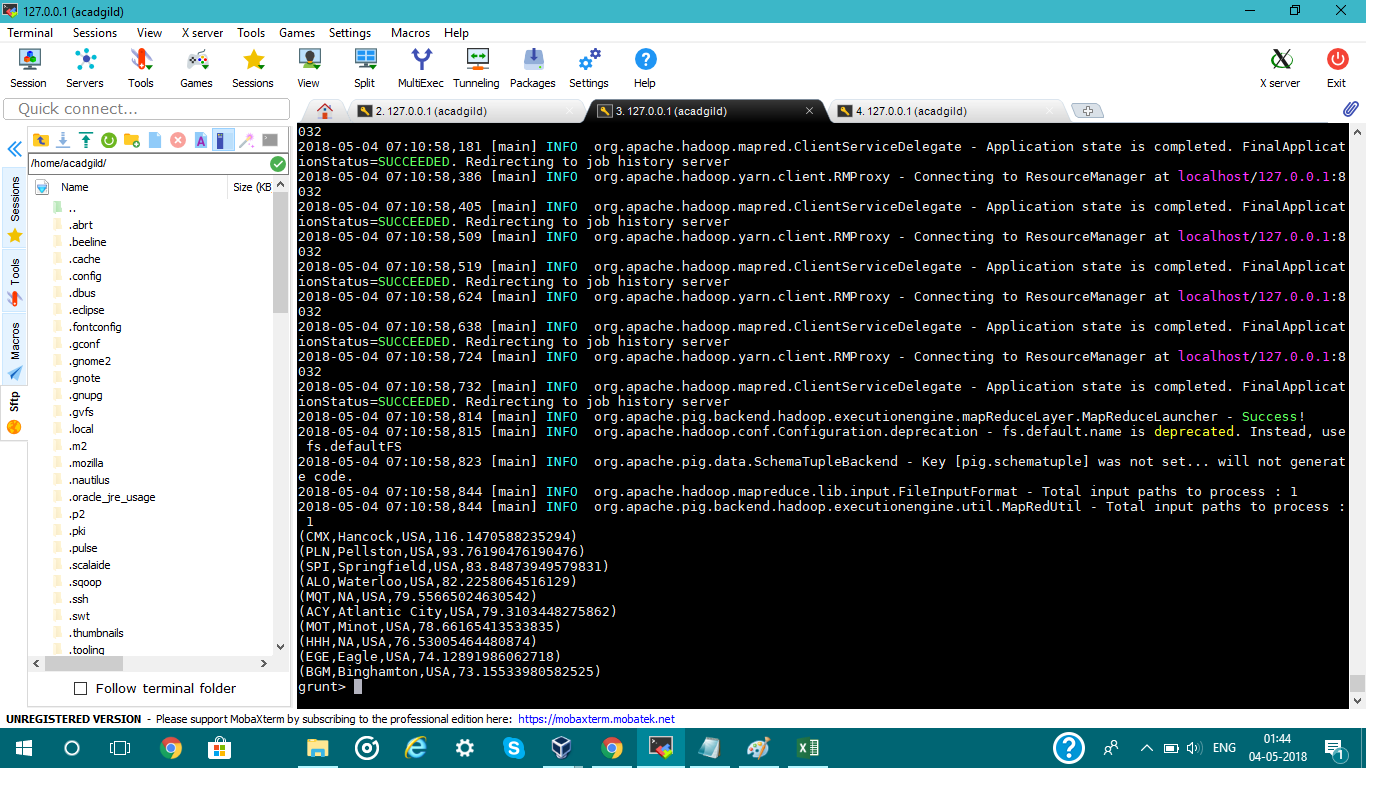 127.0.0.1 (acadgild)
Terminal Sessions View X server Tools Games Settings Macros Help
Session Servers Tools Games Sessions View Split MultiExec Tunneling Packages Settings Help X server Exit
Quick connect...
2. 127.0.0.1 (acadgild)
3. 127.0.0.1 (acadgild)
4. 127.0.0.1 (acadgild)
/home/acadgild/
Name Size (KB
Sessions
Tools
Macros
Sftp
..
.abrt
.beeline
.cache
.config
.dbus
.eclipse
.fontconfig
.gconf
.gnome2
.gnote
.gnupg
.gvfs
.local
.m2
.mozilla
.nautilus
.oracle_jre_usage
.p2
.pki
.pulse
.scalaide
.sqoop
.ssh
.swt
.thumbnails
.tooling
Follow terminal folder
032
2018-05-04 07:10:58,181 [main] INFO  org.apache.hadoop.mapred.ClientServiceDelegate - Application state is completed. FinalApplicat
ionStatus=SUCCEEDED. Redirecting to job history server
2018-05-04 07:10:58,386 [main] INFO  org.apache.hadoop.yarn.client.RMProxy - Connecting to ResourceManager at localhost/127.0.0.1:8
032
2018-05-04 07:10:58,405 [main] INFO  org.apache.hadoop.mapred.ClientServiceDelegate - Application state is completed. FinalApplicat
ionStatus=SUCCEEDED. Redirecting to job history server
2018-05-04 07:10:58,509 [main] INFO  org.apache.hadoop.yarn.client.RMProxy - Connecting to ResourceManager at localhost/127.0.0.1:8
032
2018-05-04 07:10:58,519 [main] INFO  org.apache.hadoop.mapred.ClientServiceDelegate - Application state is completed. FinalApplicat
ionStatus=SUCCEEDED. Redirecting to job history server
2018-05-04 07:10:58,624 [main] INFO  org.apache.hadoop.yarn.client.RMProxy - Connecting to ResourceManager at localhost/127.0.0.1:8
032
2018-05-04 07:10:58,638 [main] INFO  org.apache.hadoop.mapred.ClientServiceDelegate - Application state is completed. FinalApplicat
ionStatus=SUCCEEDED. Redirecting to job history server
2018-05-04 07:10:58,724 [main] INFO  org.apache.hadoop.yarn.client.RMProxy - Connecting to ResourceManager at localhost/127.0.0.1:8
032
2018-05-04 07:10:58,732 [main] INFO  org.apache.hadoop.mapred.ClientServiceDelegate - Application state is completed. FinalApplicat
ionStatus=SUCCEEDED. Redirecting to job history server
2018-05-04 07:10:58,814 [main] INFO  org.apache.pig.backend.hadoop.executionengine.mapReduceLayer.MapReduceLauncher - Success!
2018-05-04 07:10:58,815 [main] INFO  org.apache.hadoop.conf.Configuration.deprecation - fs.default.name is deprecated. Instead, use
 fs.defaultFS
2018-05-04 07:10:58,823 [main] INFO  org.apache.pig.data.SchemaTupleBackend - Key [pig.schematuple] was not set... will not generat
e code.
2018-05-04 07:10:58,844 [main] INFO  org.apache.hadoop.mapreduce.lib.input.FileInputFormat - Total input paths to process : 1
2018-05-04 07:10:58,844 [main] INFO  org.apache.pig.backend.hadoop.executionengine.util.MapRedUtil - Total input paths to process :
 1
(CMX,Hancock,USA,116.1470588235294)
(PLN,Pellston,USA,93.76190476190476)
(SPI,Springfield,USA,83.84873949579831)
(ALO,Waterloo,USA,82.2258064516129)
(MQT,NA,USA,79.55665024630542)
(ACY,Atlantic City,USA,79.3103448275862)
(MOT,Minot,USA,78.66165413533835)
(HHH,NA,USA,76.53005464480874)
(EGE,Eagle,USA,74.12891986062718)
(BGM,Binghamton,USA,73.15533980582525)
grunt>
UNREGISTERED VERSION - Please support MobaXterm by subscribing to the professional edition here: https://mobaxterm.mobatek.net
ENG
01:44
04-05-2018
1